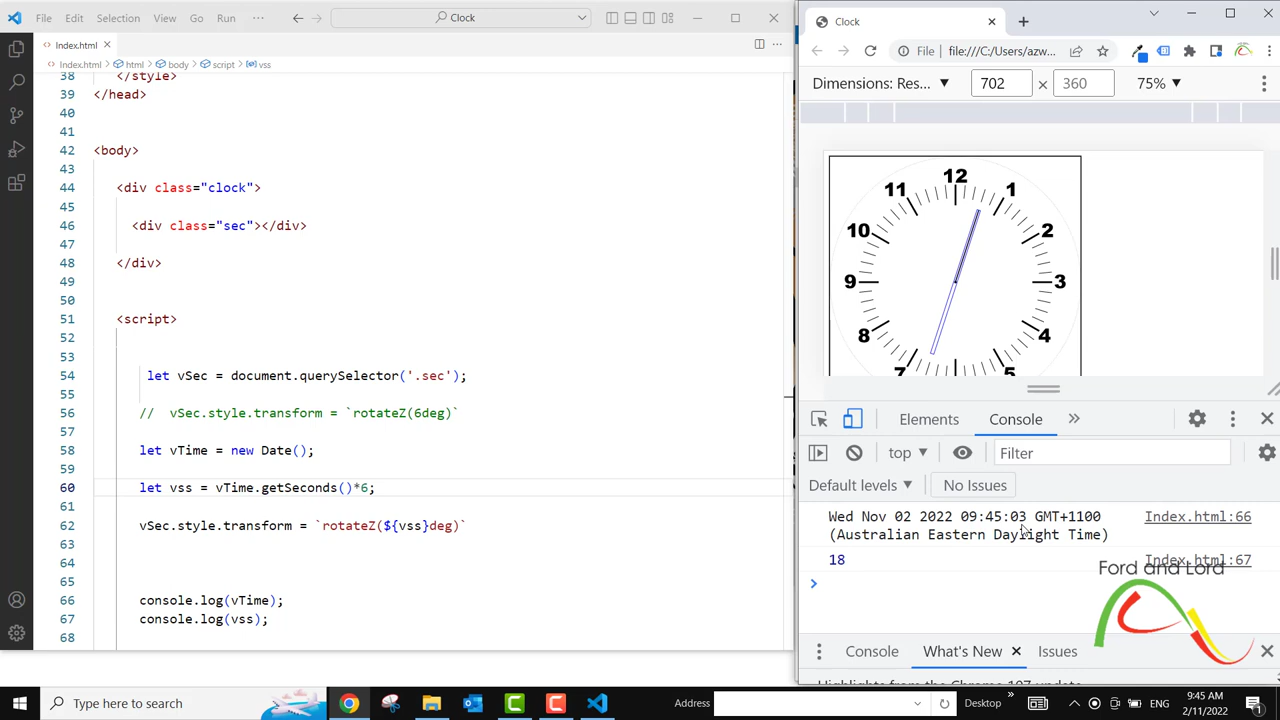 File Edit Selection View Go Run ··· Clock
Index.html
Index.html > html > body > script > vss
38 </style>
39 </head>
40
41
42 <body>
43
44 <div class="clock">
45
46 <div class="sec"></div>
47
48 </div>
49
50
51 <script>
52
53
54 let vSec = document.querySelector('.sec');
55
56 // vSec.style.transform = `rotateZ(6deg)`
57
58 let vTime = new Date();
59
60 let vss = vTime.getSeconds()*6;
61
62 vSec.style.transform = `rotateZ(${vss}deg)`
63
64
65
66 console.log(vTime);
67 console.log(vss);
68
Clock
File file:///C:/Users/azw...
Dimensions: Res... 702 × 360 75%
12
11 1
10 2
9 3
8 4
7 5
Elements Console
top Filter
Default levels No Issues
Wed Nov 02 2022 09:45:03 GMT+1100 Index.html:66
(Australian Eastern Daylight Time)
18 Index.html:67
Ford and Lord
Console What's New Issues
Highlights from the Chrome 107 update
Type here to search
Address
Desktop
ENG
9:45 AM
2/11/2022
1